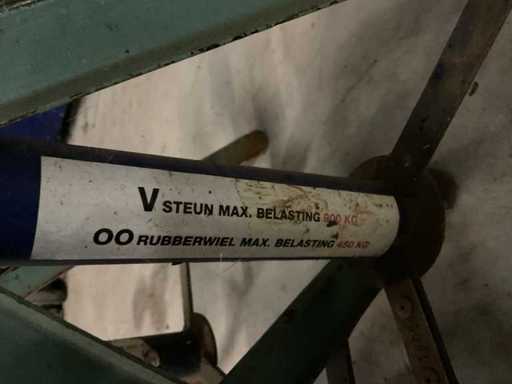 V STEUN MAX. BELASTING 900 KG
OO RUBBERWIEL MAX. BELASTING 450 KG